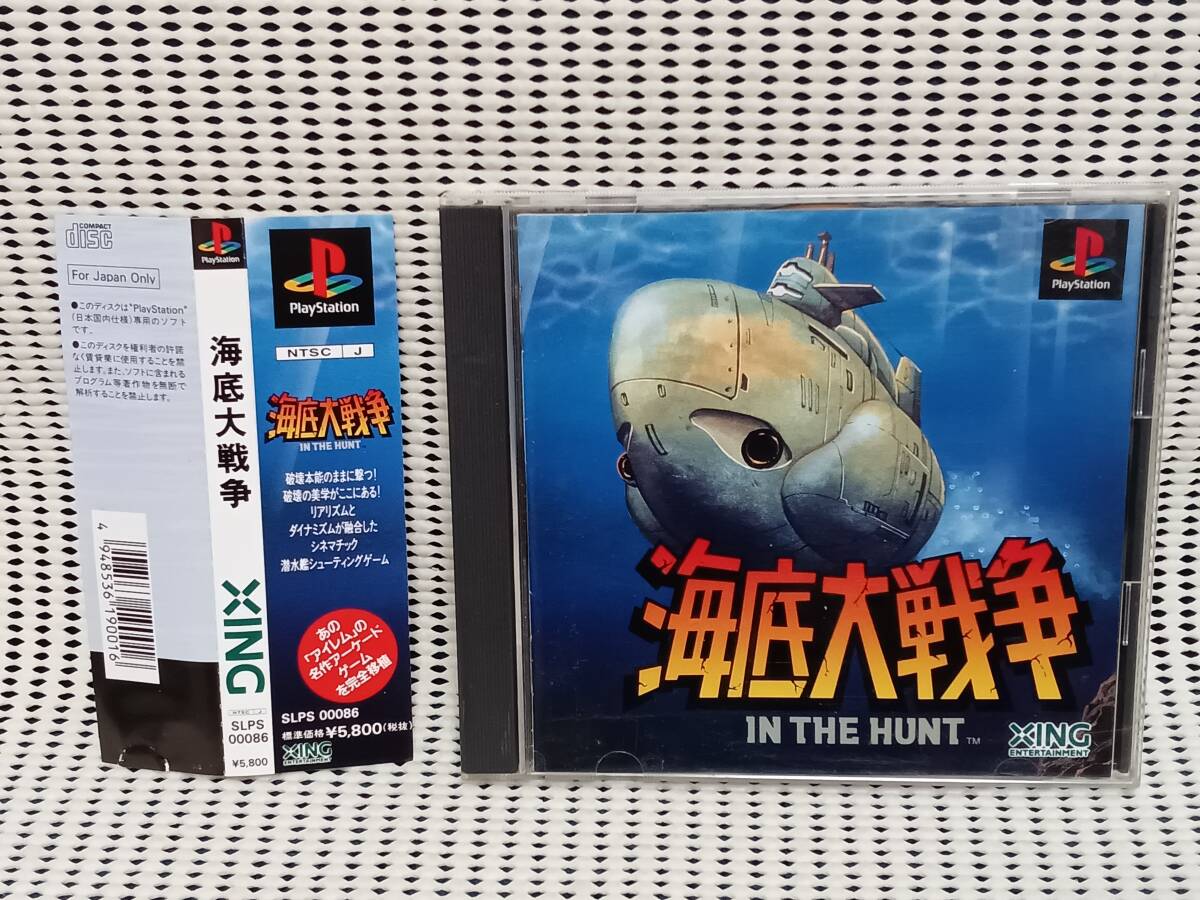 COMPACT
disc
For Japan Only
●このディスクは"PlayStation"
(日本国内仕様)専用のソフト
です。
●このディスクを権利者の許諾
なく賃貸業に使用することを禁
止します。また、ソフトに含まれる
プログラム等著作物を無断で
解析することを禁止します。
4 948536 190016
PlayStation
海底大戦争
XING
NTSC J
SLPS
00086
¥5,800
PlayStation
NTSC J
海底大戦争
IN THE HUNT
破壊本能のままに撃つ!
破壊の美学がここにある!
リアリズムと
ダイナミズムが融合した
シネマチック
潜水艦シューティングゲーム
あの
「アイレム」の
名作アーケード
ゲーム
を完全移植
SLPS 00086
標準価格¥5,800(税抜)
XING
ENTERTAINMENT
PlayStation
海底大戦争
IN THE HUNT™
XING
ENTERTAINMENT